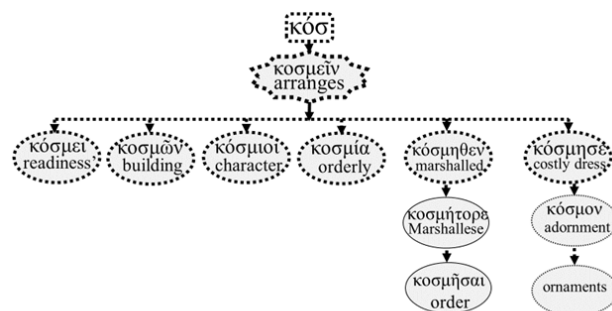 κόσ
κοσμεῖν
arranges
κόσμει
readiness’
κοσμῶν
building
κόσμιοι
character
κοσμία
orderly
κόσμηθεν
marshalled
κόσμησέ
costly dress
κοσμήτορε
Marshallese
κόσμον
adornment
κοσμῆσαι
order
ornaments